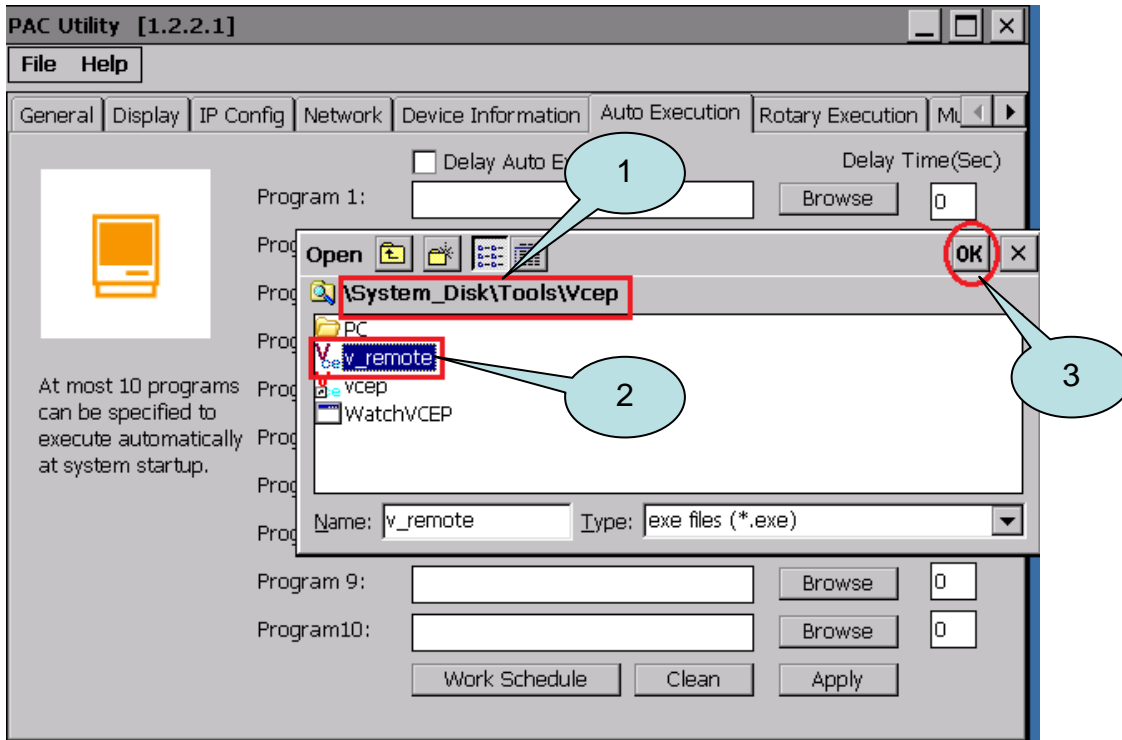 PAC Utility [1.2.2.1]
File Help
General Display IP Config Network Device Information Auto Execution Rotary Execution
Delay Auto Delay Time(Sec)
1
Program 1: Browse 0
Open OK
\System_Disk\Tools\Vcep
PC
v_remote
vcep
WatchVCEP
2
3
At most 10 programs
can be specified to
execute automatically
at system startup.
Name: v_remote Type: exe files (*.exe)
Program 9: Browse 0
Program10: Browse 0
Work Schedule Clean Apply